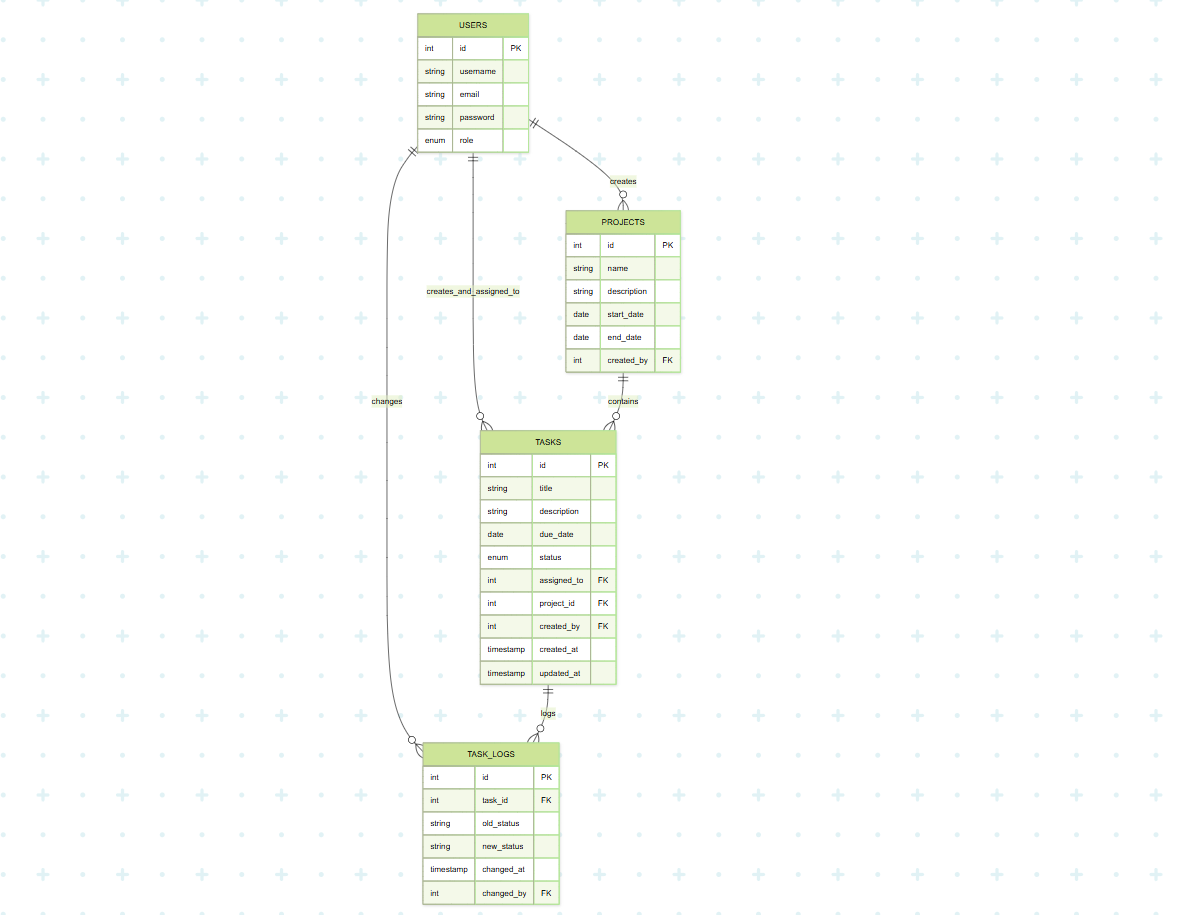 USERS
int id PK
string username
string email
string password
enum role
creates
PROJECTS
int id PK
string name
string description
date start_date
date end_date
int created_by FK
creates_and_assigned_to
changes
contains
TASKS
int id PK
string title
string description
date due_date
enum status
int assigned_to FK
int project_id FK
int created_by FK
timestamp created_at
timestamp updated_at
logs
TASK_LOGS
int id PK
int task_id FK
string old_status
string new_status
timestamp changed_at
int changed_by FK